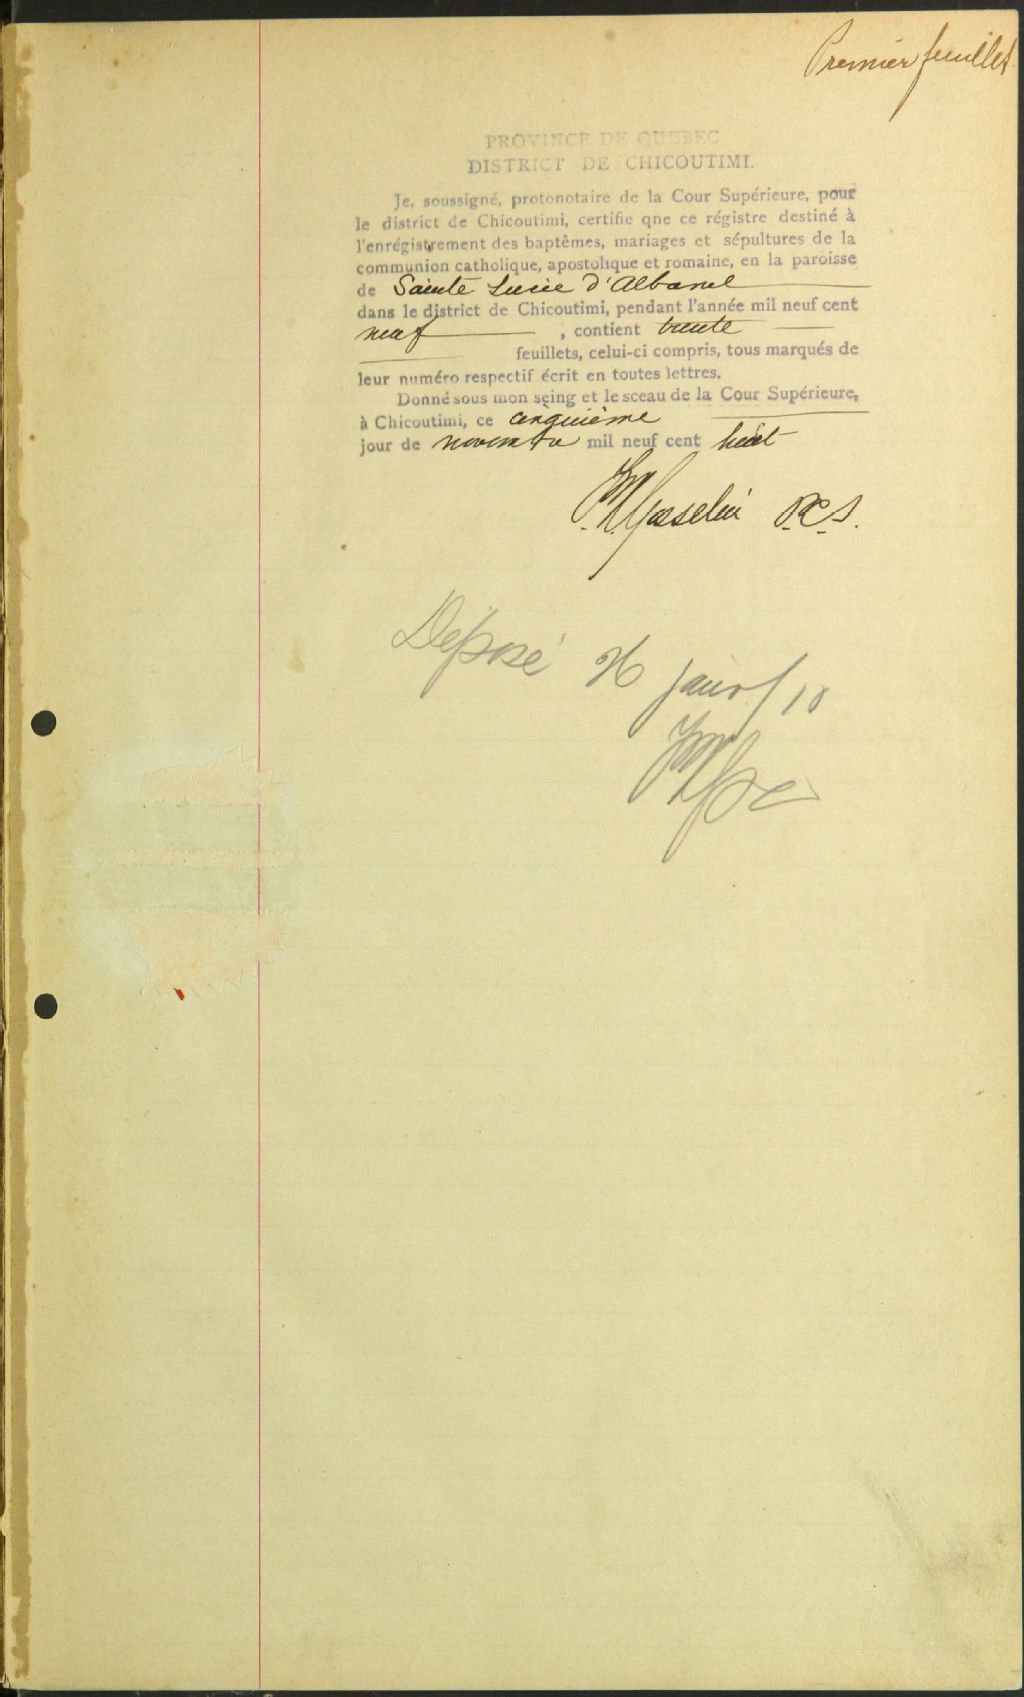 Premier feuillet
PROVINCE DE QUEBEC
DISTRICT DE CHICOUTIMI.
Je, soussigné, protonotaire de la Cour Supérieure, pour
le district de Chicoutimi, certifie qne ce régistre destiné à
l'enrégistrement des baptêmes, mariages et sépultures de la
communion catholique, apostolique et romaine, en la paroisse
de Sainte Lucie d'Albanel
dans le district de Chicoutimi, pendant l'année mil neuf cent
neuf , contient trente
feuillets, celui-ci compris, tous marqués de
leur numéro respectif écrit en toutes lettres.
Donné sous mon seing et le sceau de la Cour Supérieure,
à Chicoutimi, ce cinquième
jour de novembre mil neuf cent huit
Gosselin P.C.S.
Déposé 26 janv/10